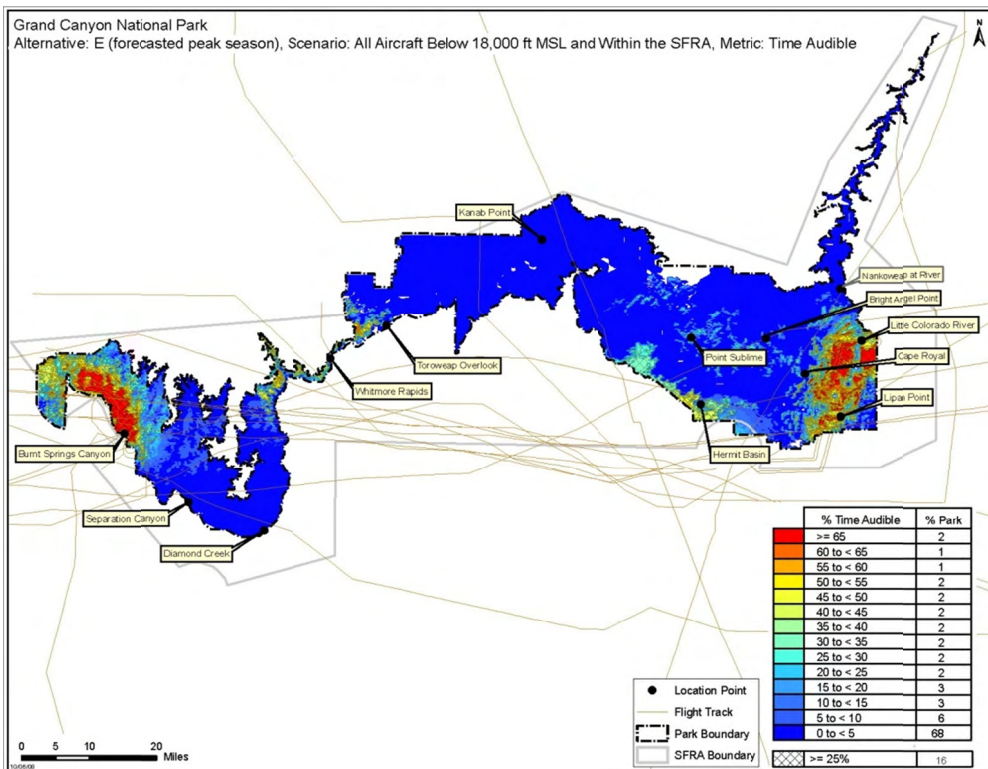 Grand Canyon National Park
Alternative: E (forecasted peak season), Scenario: All Aircraft Below 18,000 ft MSL and Within the SFRA, Metric: Time Audible
N
Kanab Point
Nankoweap at River
Bright Angel Point
Little Colorado River
Point Sublime
Cape Royal
Toroweap Overlook
Whitmore Rapids
Lipan Point
Burnt Springs Canyon
Hermit Basin
Separation Canyon
Diamond Creek
% Time Audible % Park
>= 65 2
60 to < 65 1
55 to < 60 1
50 to < 55 2
45 to < 50 2
40 to < 45 2
35 to < 40 2
30 to < 35 2
25 to < 30 2
20 to < 25 2
15 to < 20 3
10 to < 15 3
5 to < 10 6
0 to < 5 68
>= 25% 16
Location Point
Flight Track
Park Boundary
SFRA Boundary
0 5 10 20
Miles